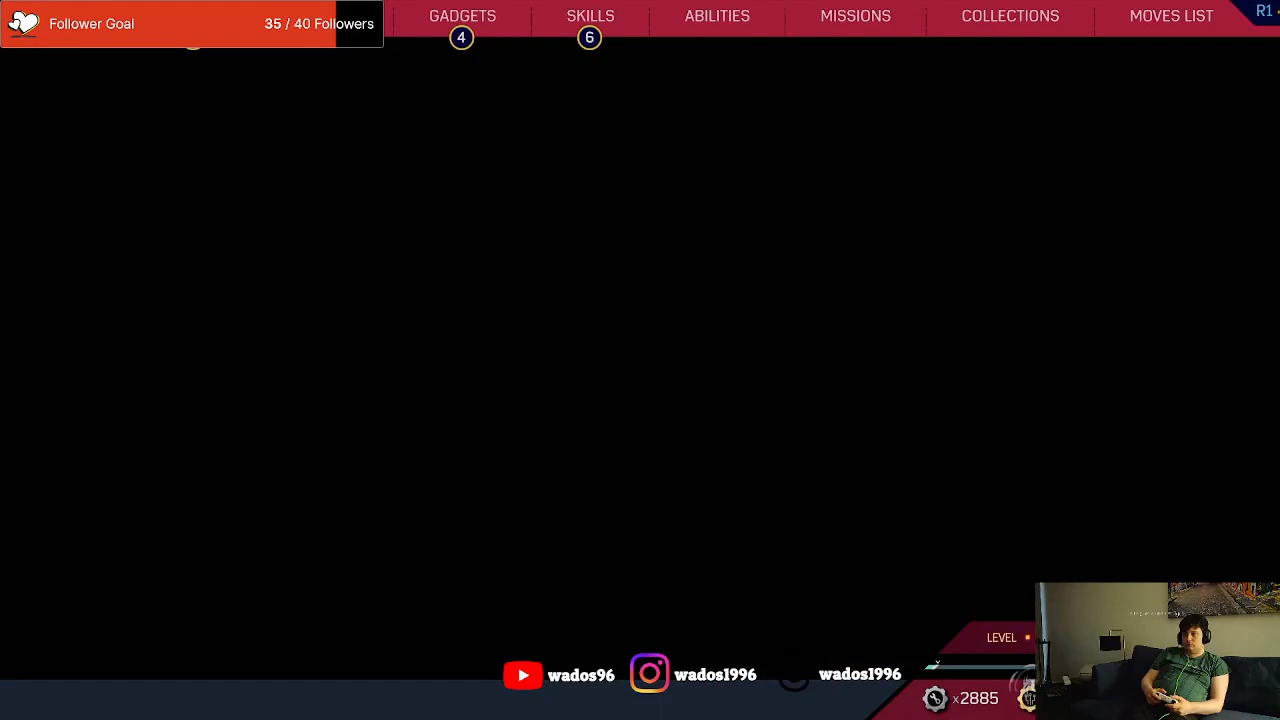 Follower Goal 35 / 40 Followers
GADGETS SKILLS ABILITIES MISSIONS COLLECTIONS MOVES LIST R1
4 6
LEVEL
wados96 wados1996 wados1996
x2885